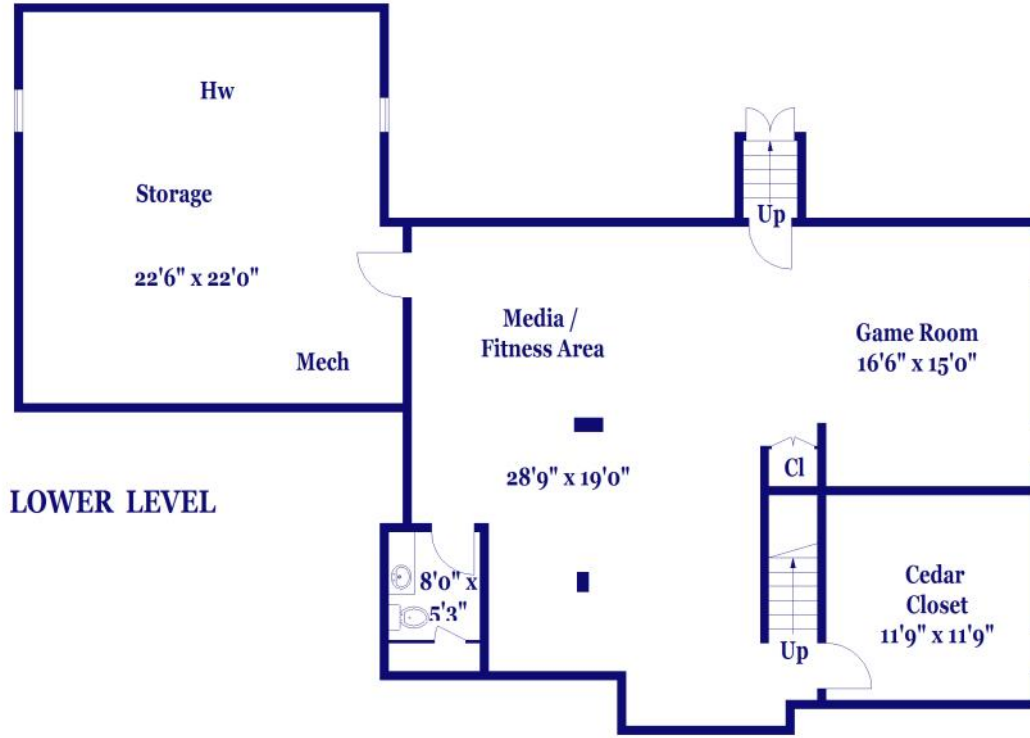 Hw
Storage
22'6" x 22'0"
Mech
Up
Media /
Fitness Area
28'9" x 19'0"
Game Room
16'6" x 15'0"
Cl
LOWER LEVEL
8'0" x
5'3"
Up
Cedar
Closet
11'9" x 11'9"